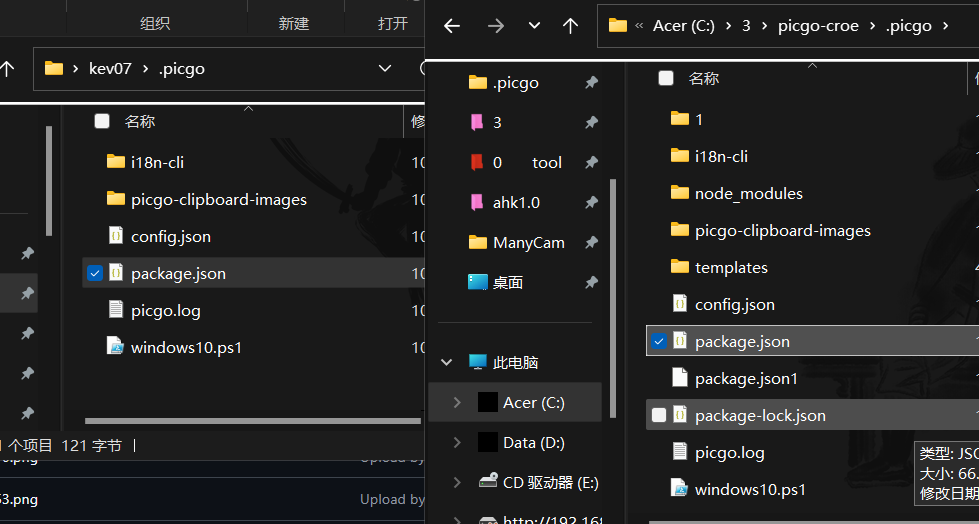 组织
新建
打开
kev07 › .picgo
名称
修
i18n-cli
10
picgo-clipboard-images
10
config.json
10
package.json
10
picgo.log
10
windows10.ps1
10
个项目 121 字节
.png
Upload by
53.png
Upload by
« Acer (C:) › 3 › picgo-croe › .picgo ›
.picgo
3
0 tool
ahk1.0
ManyCam
桌面
此电脑
Acer (C:)
Data (D:)
CD 驱动器 (E:)
http://192.168
名称
1
i18n-cli
node_modules
picgo-clipboard-images
templates
config.json
package.json
package.json1
package-lock.json
picgo.log
windows10.ps1
类型: JSO
大小: 66.
修改日期